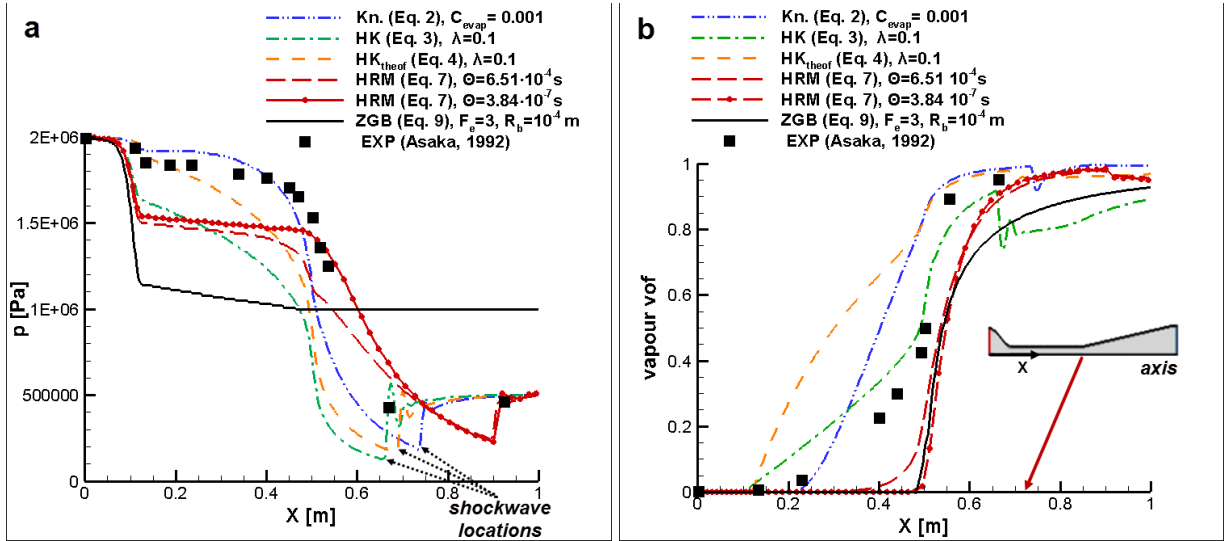 a
Kn. (Eq. 2), C_evap= 0.001
HK (Eq. 3), λ=0.1
HK_theof (Eq. 4), λ=0.1
HRM (Eq. 7), Θ=6.51·10⁻⁴ s
HRM (Eq. 7), Θ=3.84·10⁻⁷ s
ZGB (Eq. 9), F_e=3, R_b=10⁻⁴ m
EXP (Asaka, 1992)
2E+06
1.5E+06
1E+06
500000
0
p [Pa]
0
0.2
0.4
0.6
0.8
1
X [m]
shockwave
locations
b
Kn. (Eq. 2), C_evap= 0.001
HK (Eq. 3), λ=0.1
HK_theof (Eq. 4), λ=0.1
HRM (Eq. 7), Θ=6.51 10⁻⁴ s
HRM (Eq. 7), Θ=3.84 10⁻⁷ s
ZGB (Eq. 9), F_e=3, R_b=10⁻⁴ m
EXP (Asaka, 1992)
1
0.8
0.6
0.4
0.2
0
vapour vof
0
0.2
0.4
0.6
0.8
1
X [m]
X
axis